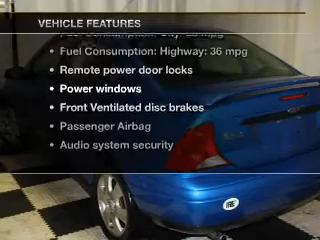 VEHICLE FEATURES
• Fuel Consumption: Highway: 36 mpg
• Remote power door locks
• Power windows
• Front Ventilated disc brakes
• Passenger Airbag
• Audio system security